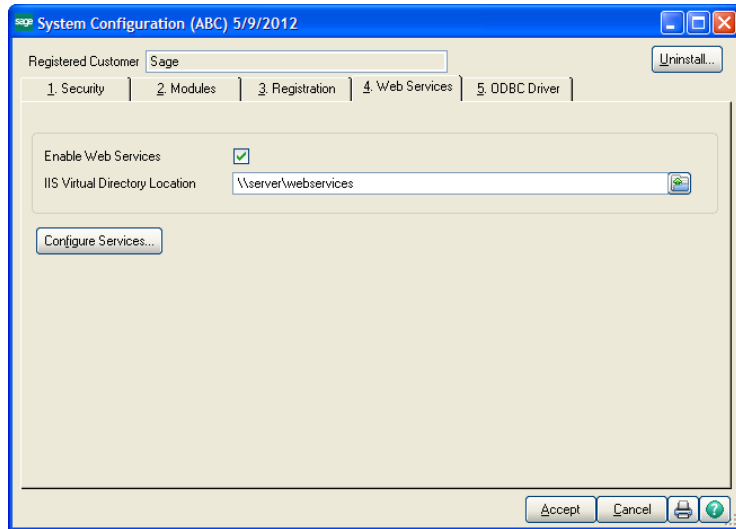 sage System Configuration (ABC) 5/9/2012
Registered Customer Sage Uninstall...
1. Security 2. Modules 3. Registration 4. Web Services 5. ODBC Driver
Enable Web Services
IIS Virtual Directory Location \\server\webservices
Configure Services...
Accept Cancel ?